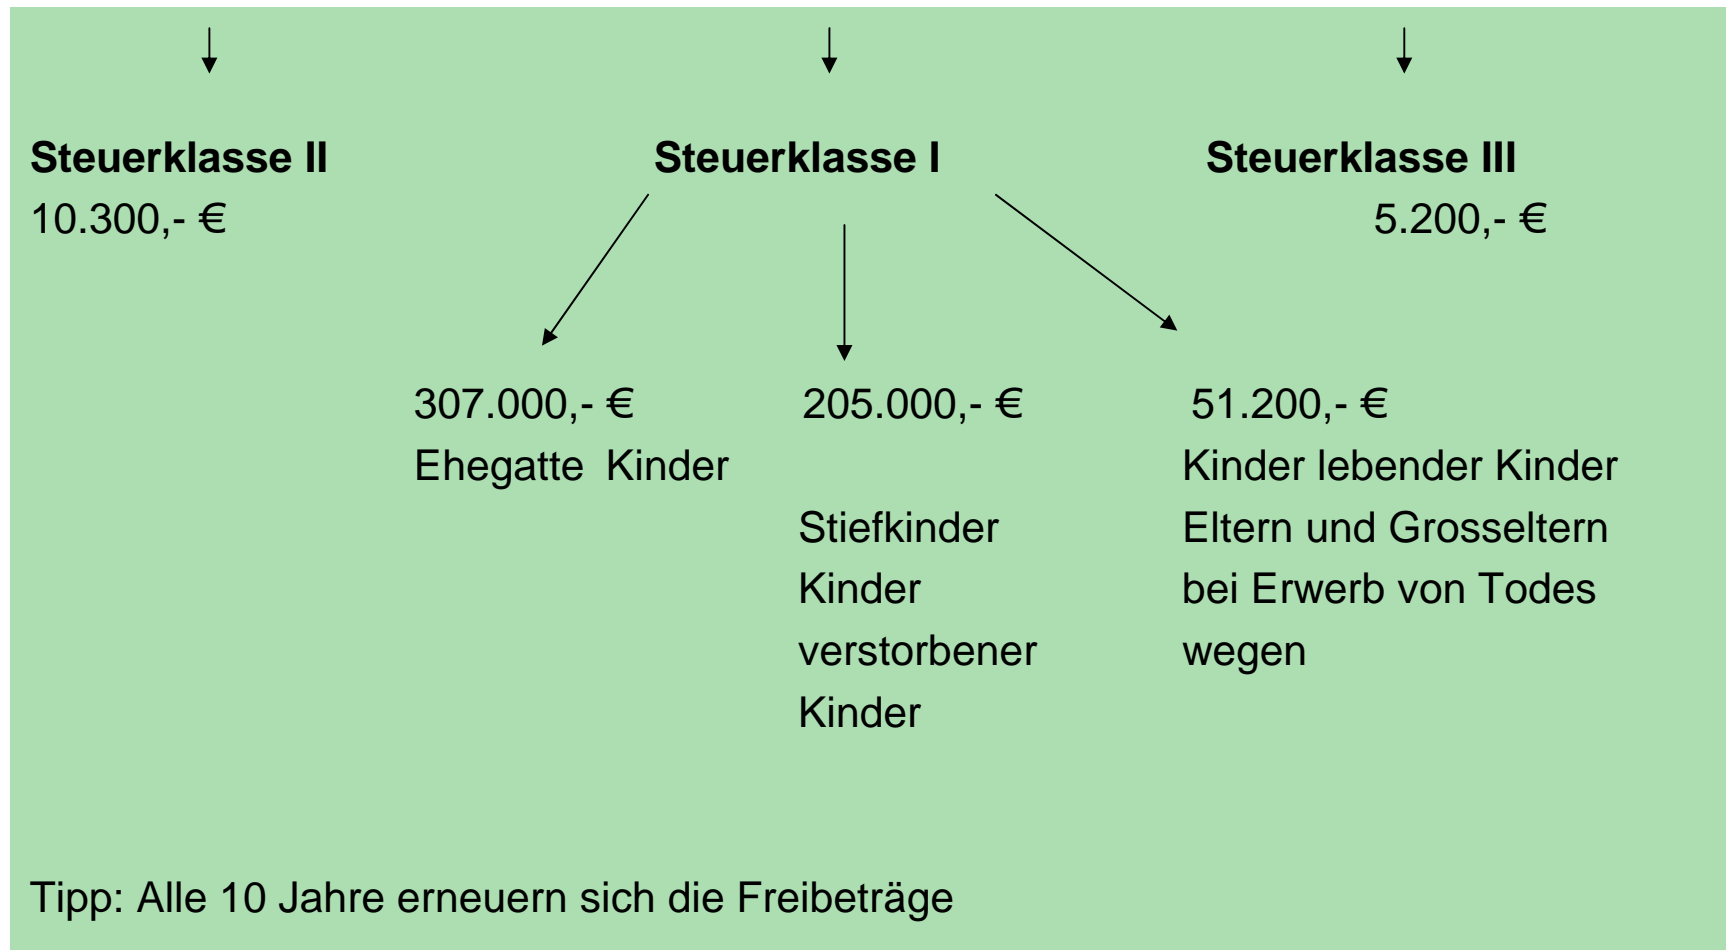 Steuerklasse II Steuerklasse I Steuerklasse III
10.300,- € 5.200,- €
307.000,- € 205.000,- € 51.200,- €
Ehegatte Kinder Kinder lebender Kinder
Stiefkinder Eltern und Grosseltern
Kinder bei Erwerb von Todes
verstorbener wegen
Kinder
Tipp: Alle 10 Jahre erneuern sich die Freibeträge